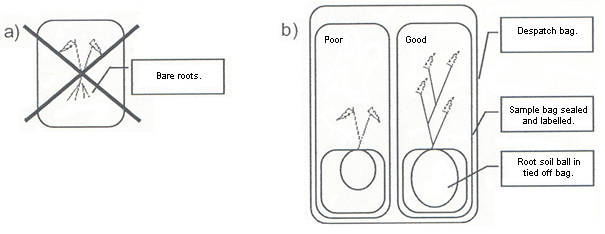 a)
Bare roots.
b)
Poor
Good
Despatch bag.
Sample bag sealed
and labelled.
Root soil ball in
tied off bag.